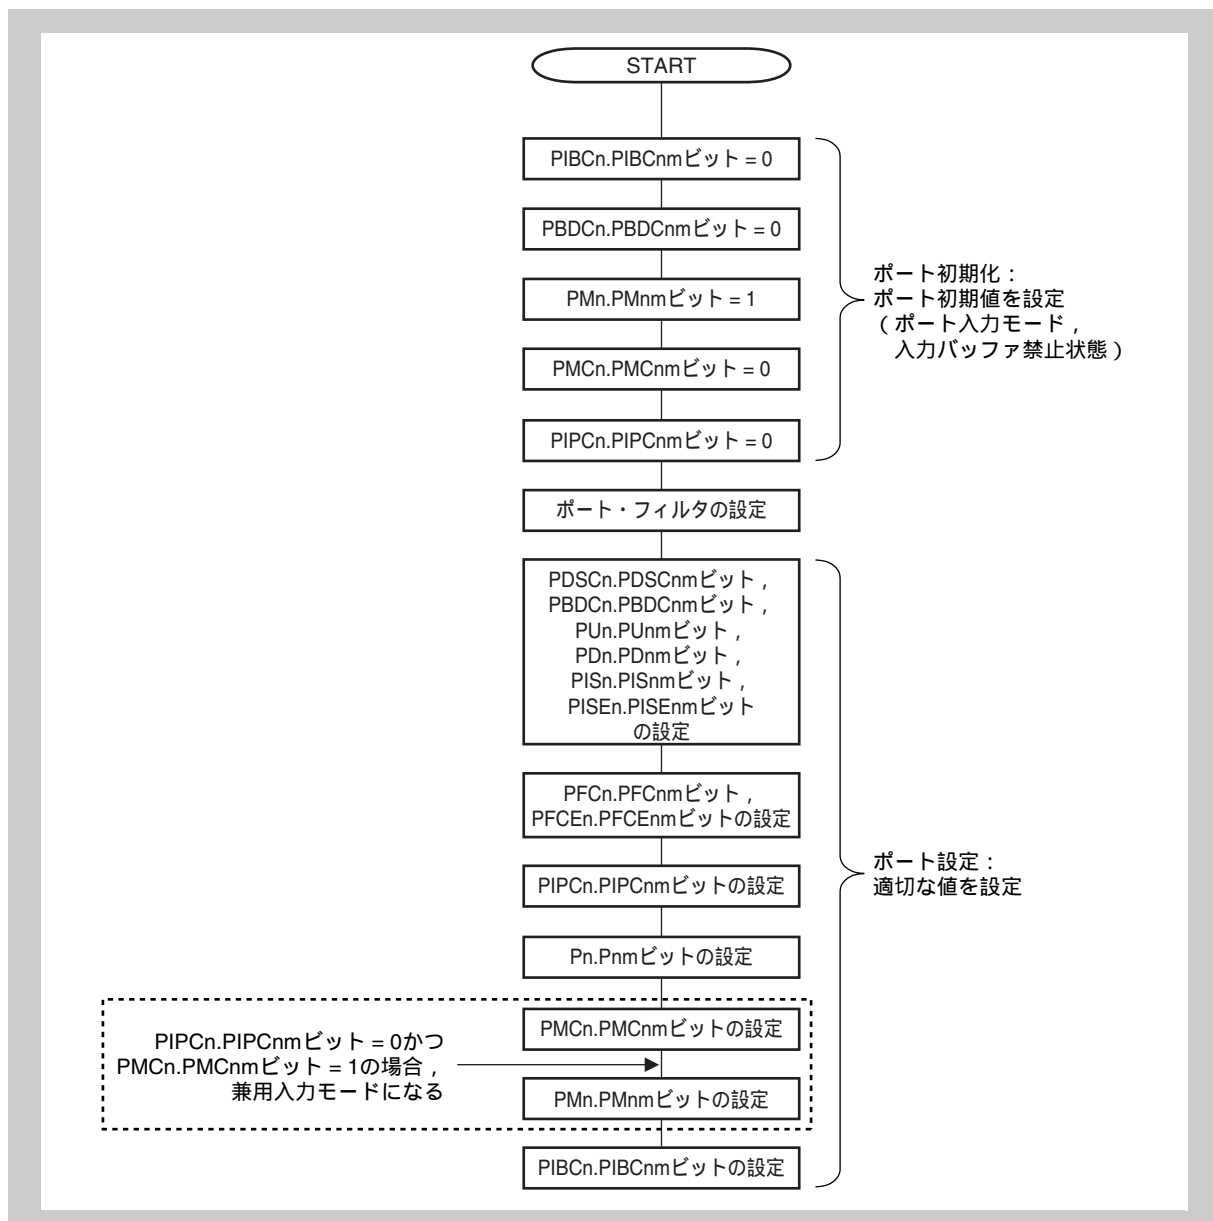 START
PIBCn.PIBCnmビット = 0
PBDCn.PBDCnmビット = 0
PMn.PMnmビット = 1
PMCn.PMCnmビット = 0
PIPCn.PIPCnmビット = 0
ポート初期化：
ポート初期値を設定
（ポート入力モード，
入力バッファ禁止状態）
ポート・フィルタの設定
PDSCn.PDSCnmビット，
PBDCn.PBDCnmビット，
PUn.PUnmビット，
PDn.PDnmビット，
PISn.PISnmビット，
PISEn.PISEnmビット
の設定
PFCn.PFCnmビット，
PFCEn.PFCEnmビットの設定
PIPCn.PIPCnmビットの設定
ポート設定：
適切な値を設定
Pn.Pnmビットの設定
PMCn.PMCnmビットの設定
PIPCn.PIPCnmビット = 0かつ
PMCn.PMCnmビット = 1の場合，
兼用入力モードになる
PMn.PMnmビットの設定
PIBCn.PIBCnmビットの設定